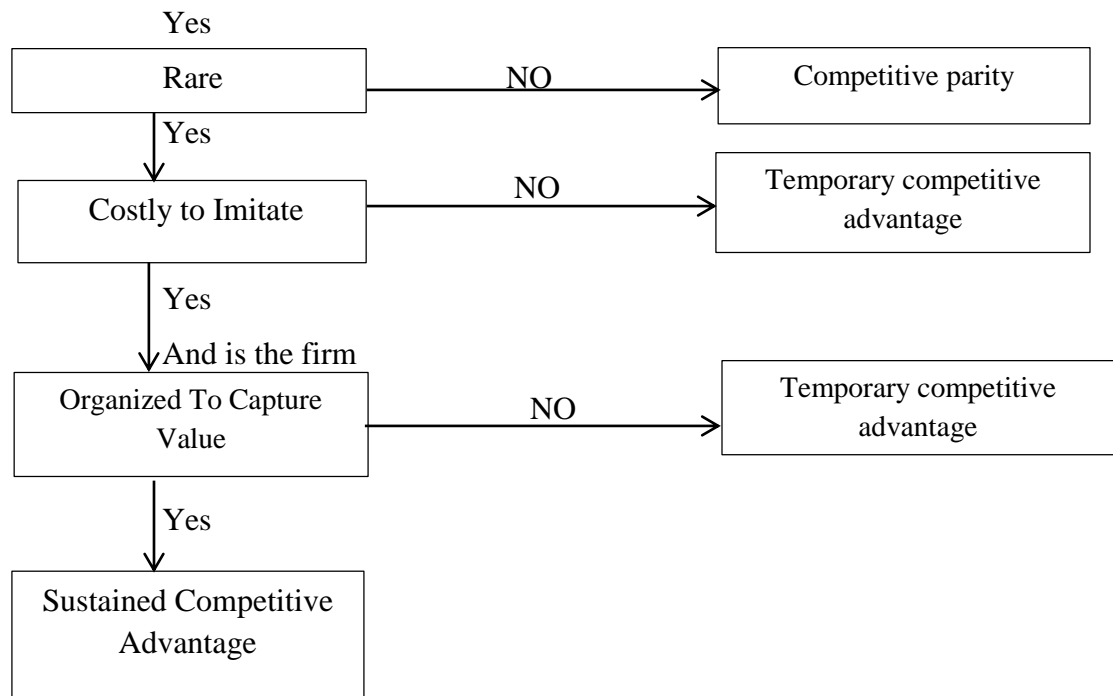 Yes
Rare
NO
Competitive parity
Yes
Costly to Imitate
NO
Temporary competitive
advantage
Yes
And is the firm
Organized To Capture
Value
NO
Temporary competitive
advantage
Yes
Sustained Competitive
Advantage